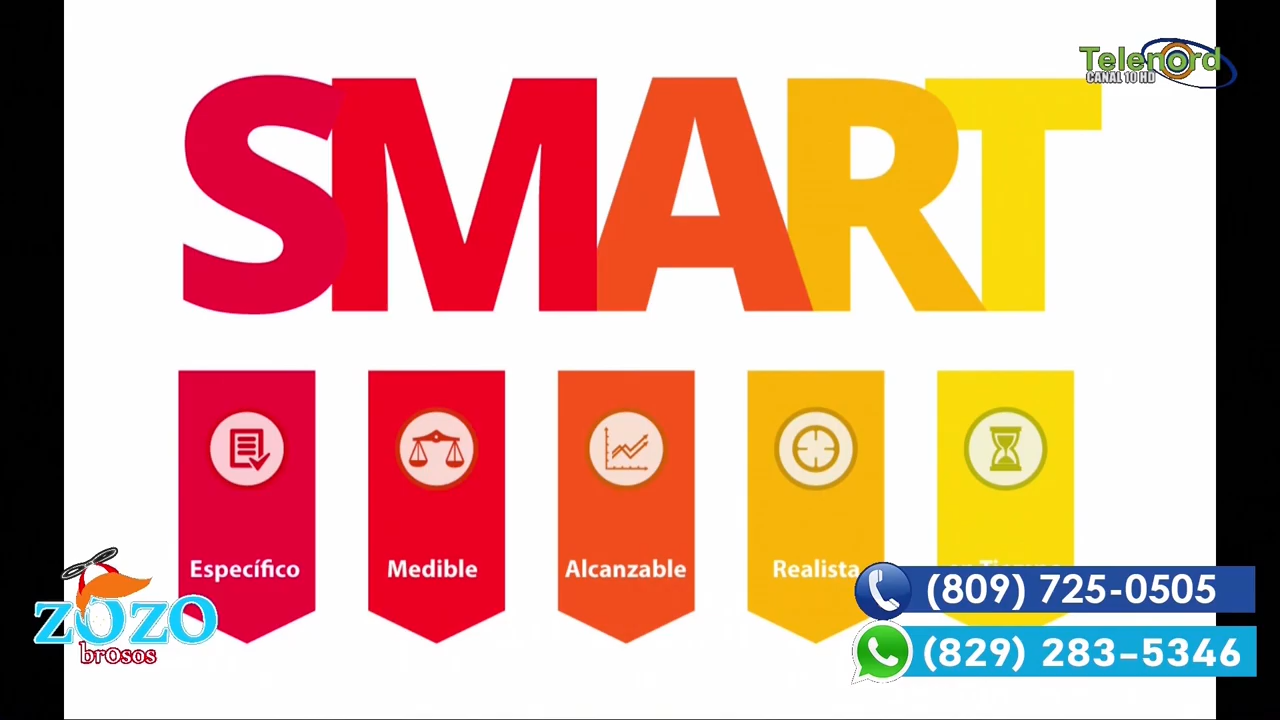 Telenord
CANAL 10 HD
SMART
Específico
Medible
Alcanzable
Realista
(809) 725-0505
(829) 283-5346
zOzO
brOsos